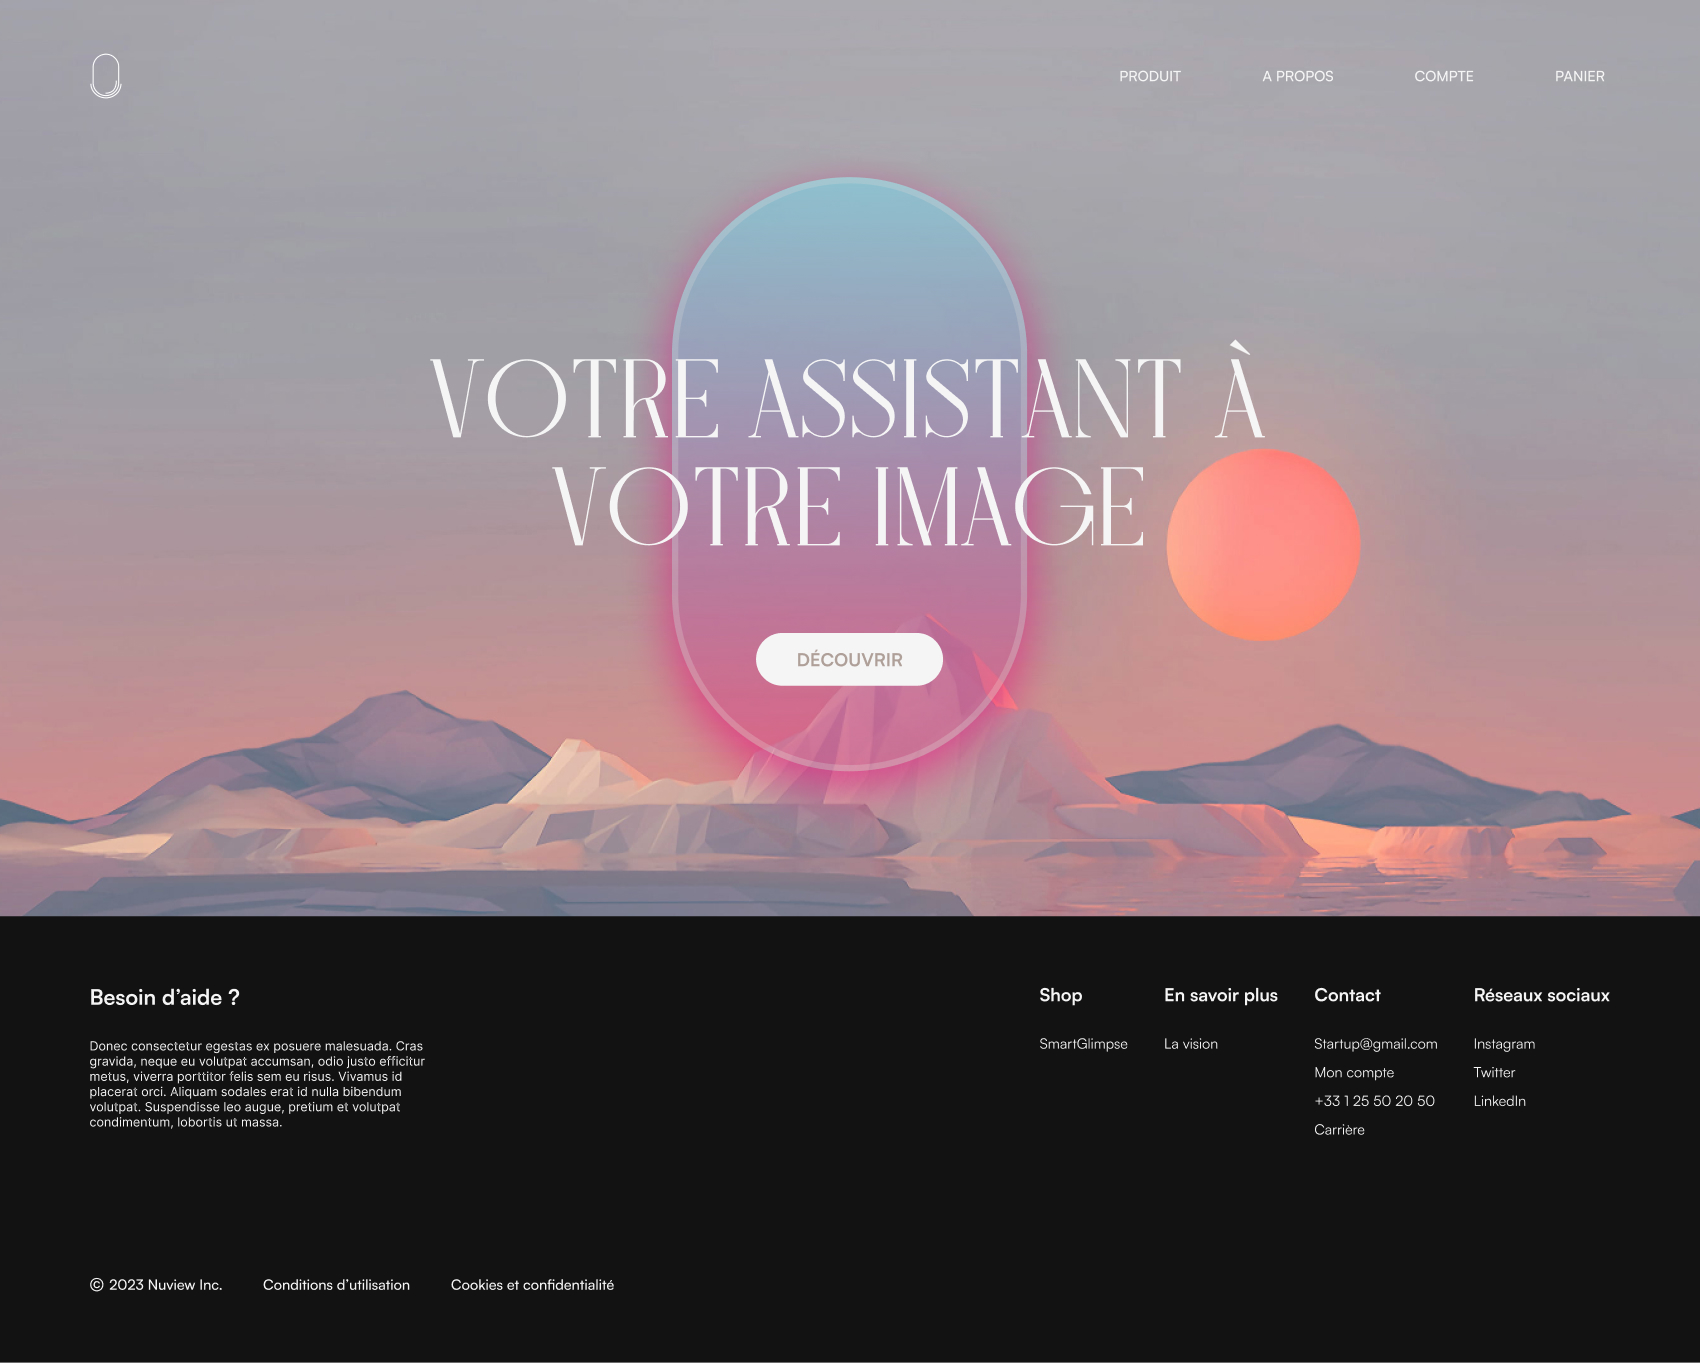 PRODUIT
A PROPOS
COMPTE
PANIER
VOTRE ASSISTANT À
VOTRE IMAGE
DÉCOUVRIR
Besoin d’aide ?
Donec consectetur egestas ex posuere malesuada. Cras
gravida, neque eu volutpat accumsan, odio justo efficitur
metus, viverra porttitor felis sem eu risus. Vivamus id
placerat orci. Aliquam sodales erat id nulla bibendum
volutpat. Suspendisse leo augue, pretium et volutpat
condimentum, lobortis ut massa.
Shop
SmartGlimpse
En savoir plus
La vision
Contact
Startup@gmail.com
Mon compte
+33 1 25 50 20 50
Carrière
Réseaux sociaux
Instagram
Twitter
LinkedIn
© 2023 Nuview Inc.
Conditions d’utilisation
Cookies et confidentialité